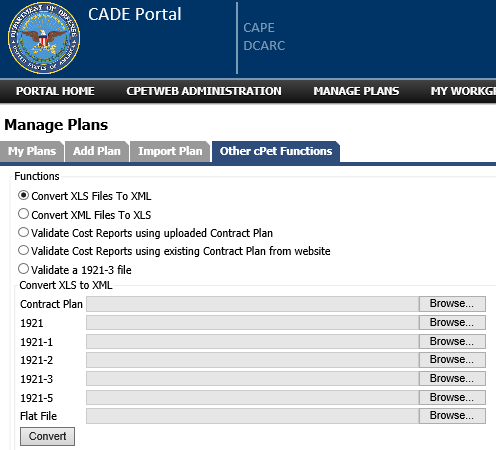 DEPARTMENT OF DEFENSE
UNITED STATES OF AMERICA
CADE Portal
CAPE
DCARC
PORTAL HOME CPETWEB ADMINISTRATION MANAGE PLANS MY WORKG
Manage Plans
My Plans Add Plan Import Plan Other cPet Functions
Functions
Convert XLS Files To XML
Convert XML Files To XLS
Validate Cost Reports using uploaded Contract Plan
Validate Cost Reports using existing Contract Plan from website
Validate a 1921-3 file
Convert XLS to XML
Contract Plan Browse...
1921 Browse...
1921-1 Browse...
1921-2 Browse...
1921-3 Browse...
1921-5 Browse...
Flat File Browse...
Convert